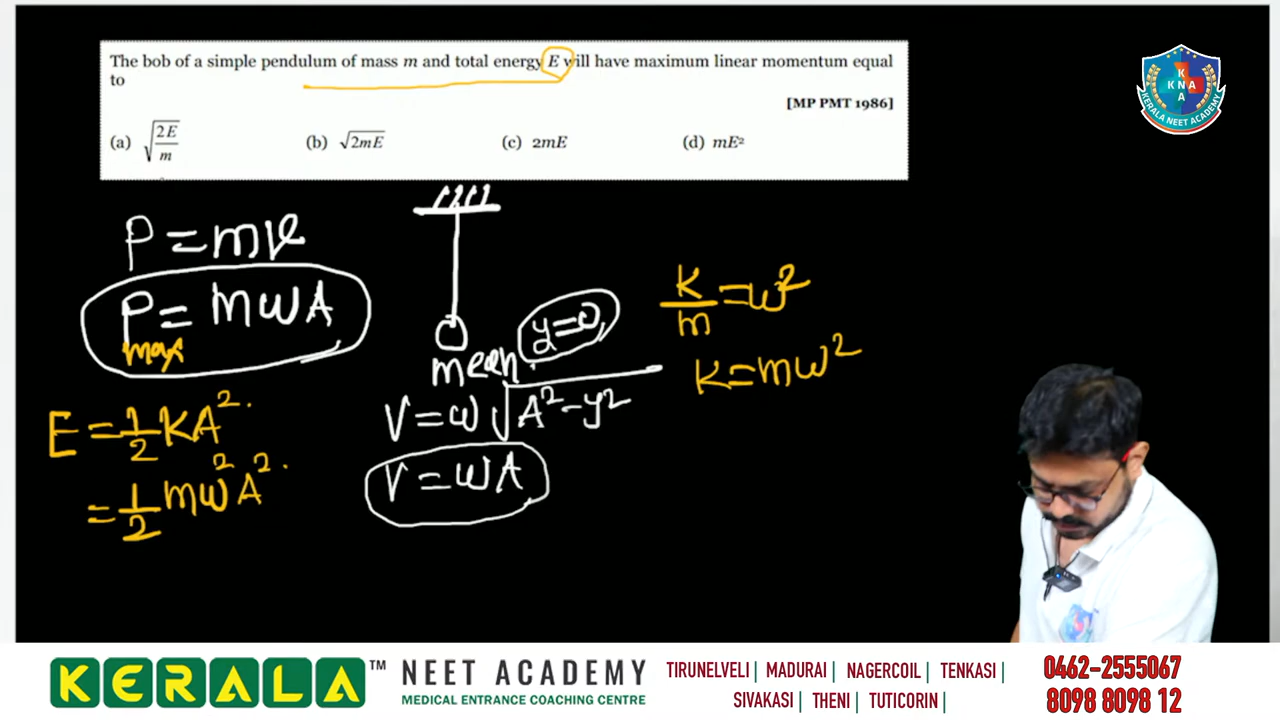 The bob of a simple pendulum of mass m and total energy E will have maximum linear momentum equal
to
[MP PMT 1986]
(a) √(2E/m) (b) √2mE (c) 2mE (d) mE²
P = mv
P = mωA
max
E = 1/2 KA².
= 1/2 mω²A².
mean
y=0,
V = ω√A²-y²
V = ωA
K/m = ω²
K = mω²
KERALA NEET ACADEMY
KNA
A
KERALA™
NEET ACADEMY
MEDICAL ENTRANCE COACHING CENTRE
TIRUNELVELI | MADURAI | NAGERCOIL | TENKASI |
SIVAKASI | THENI | TUTICORIN |
0462-2555067
8098 8098 12